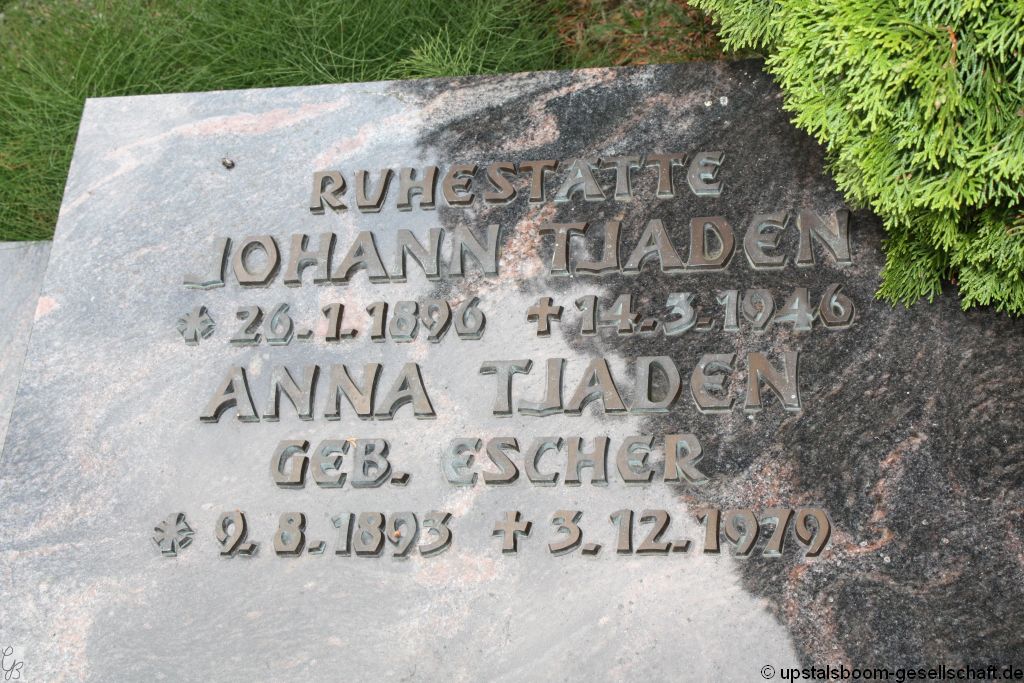 RUHESTÄTTE
JOHANN TJADEN
* 26. 1. 1896 ✝ 14. 3. 1946
ANNA TJADEN
GEB. ESCHER
* 9. 8. 1893 ✝ 3. 12. 1979
GB
© upstalsboom-gesellschaft.de